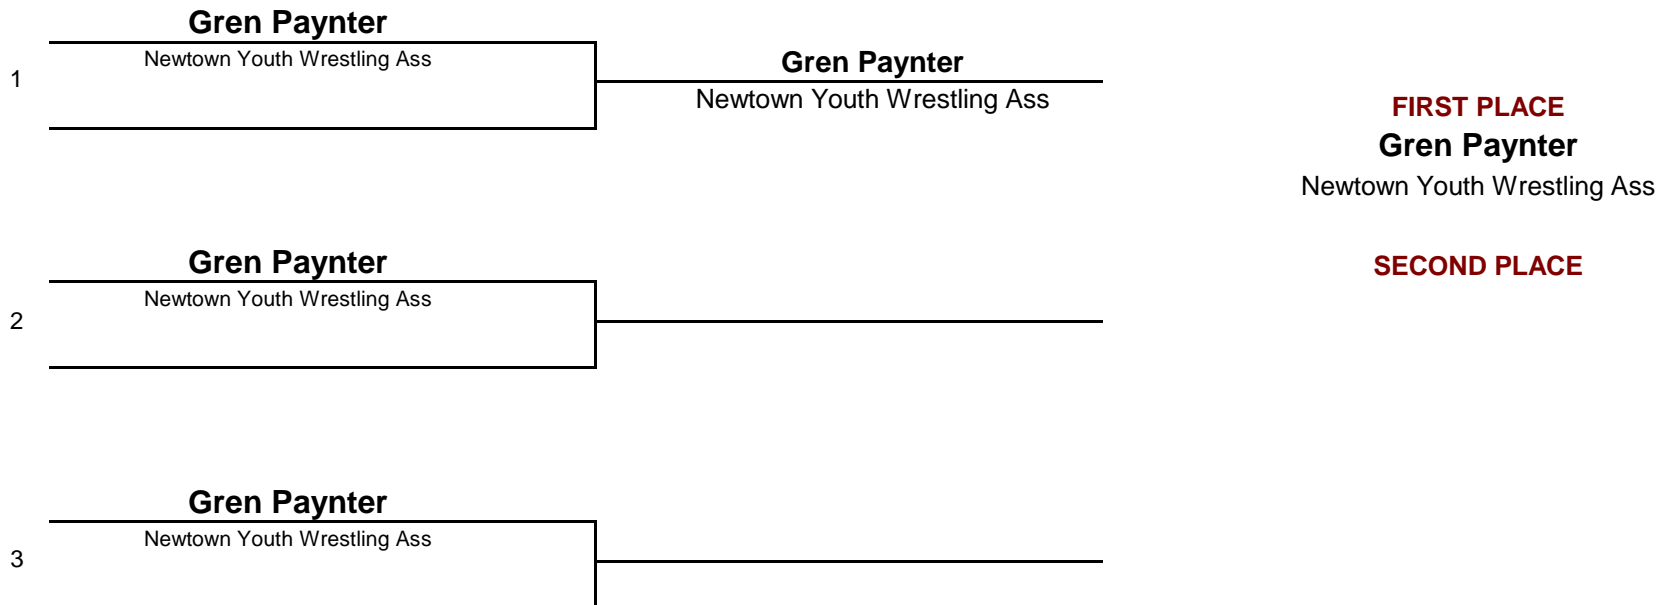 Gren Paynter
Newtown Youth Wrestling Ass
1
Gren Paynter
Newtown Youth Wrestling Ass
FIRST PLACE
Gren Paynter
Newtown Youth Wrestling Ass
Gren Paynter
Newtown Youth Wrestling Ass
2
SECOND PLACE
Gren Paynter
Newtown Youth Wrestling Ass
3